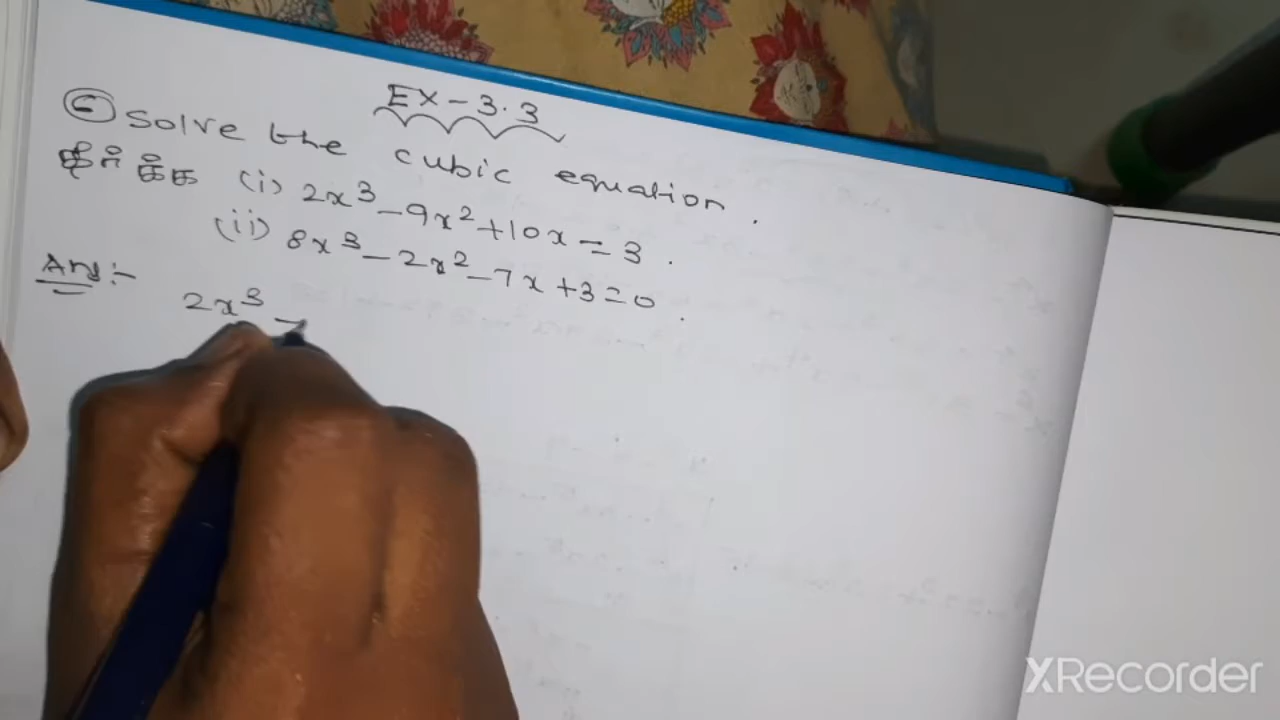 EX-3.3
⑥ Solve the cubic equation.
தீர்க்க (i) 2x³-9x²+10x=3.
(ii) 8x³-2x²-7x+3=0.
Ans:-
2x³ -
XRecorder